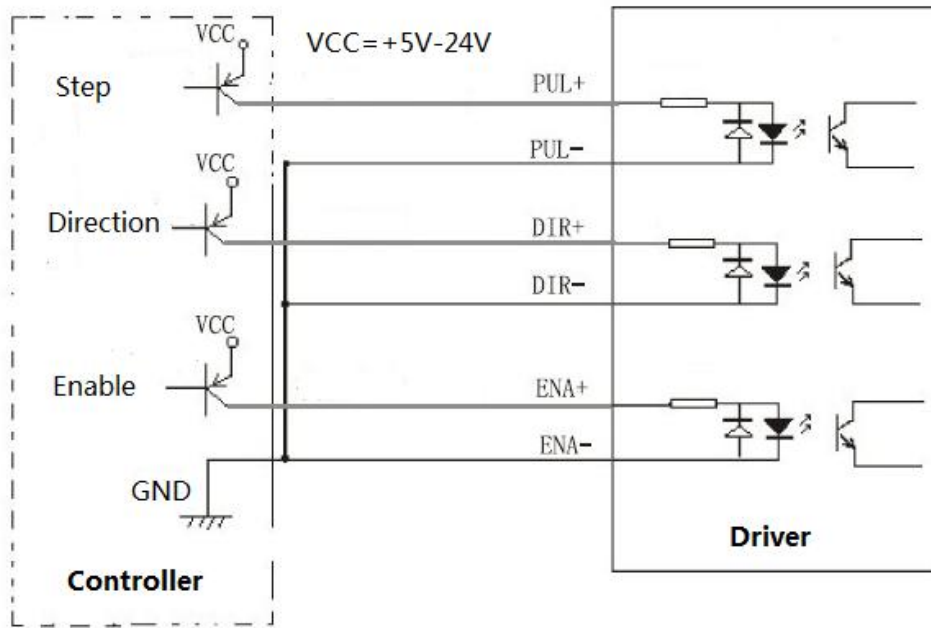 VCC
VCC=+5V-24V
Step
PUL+
VCC
PUL-
Direction
DIR+
DIR-
VCC
Enable
ENA+
ENA-
GND
Driver
Controller